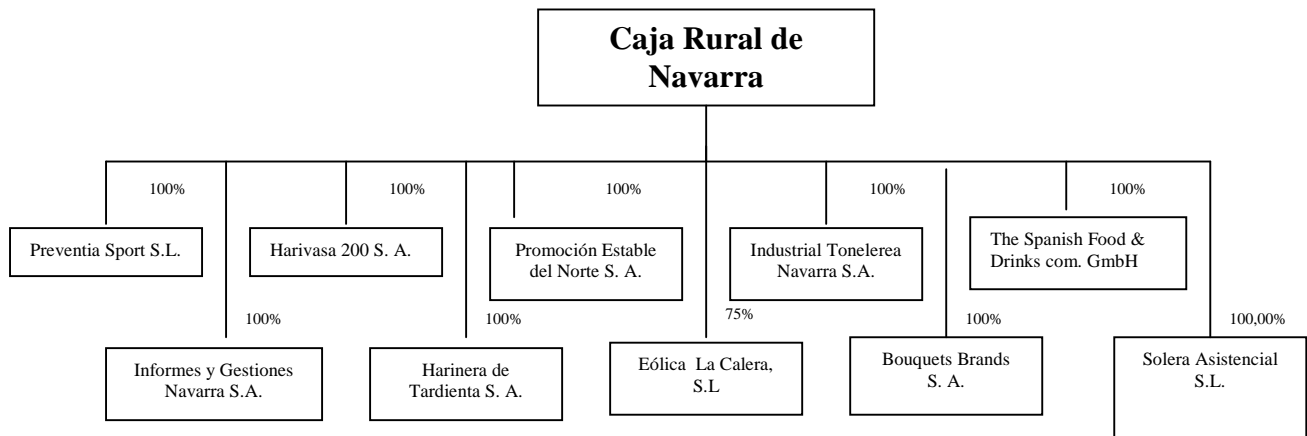 Caja Rural de
Navarra
100%
100%
100%
100%
100%
Preventia Sport S.L.
Harivasa 200 S. A.
Promoción Estable
del Norte S. A.
Industrial Tonelerea
Navarra S.A.
The Spanish Food &
Drinks com. GmbH
100%
100%
75%
100%
100,00%
Informes y Gestiones
Navarra S.A.
Harinera de
Tardienta S. A.
Eólica La Calera,
S.L
Bouquets Brands
S. A.
Solera Asistencial
S.L.